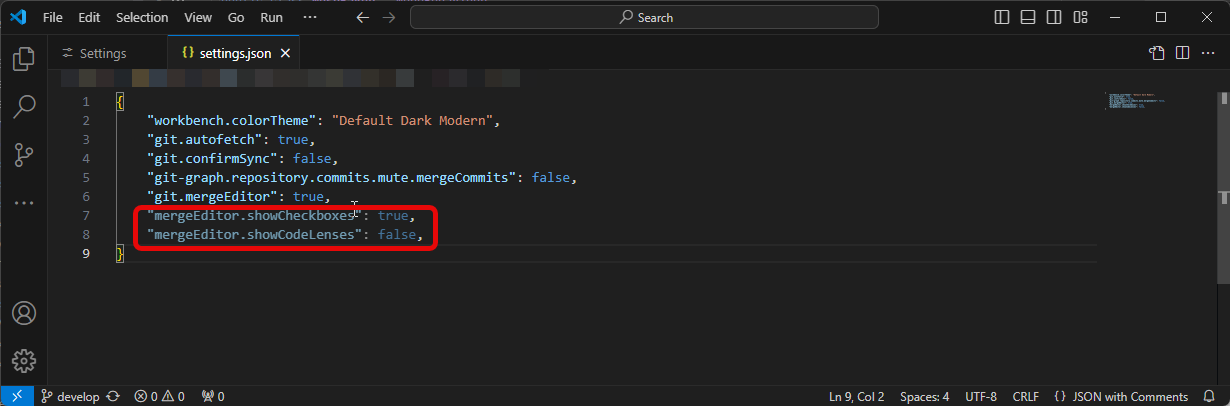 File Edit Selection View Go Run ··· Search
Settings settings.json
1 {
2 "workbench.colorTheme": "Default Dark Modern",
3 "git.autofetch": true,
4 "git.confirmSync": false,
5 "git-graph.repository.commits.mute.mergeCommits": false,
6 "git.mergeEditor": true,
7 "mergeEditor.showCheckboxes": true,
8 "mergeEditor.showCodeLenses": false,
9 }
develop 0 0 0 Ln 9, Col 2 Spaces: 4 UTF-8 CRLF {} JSON with Comments